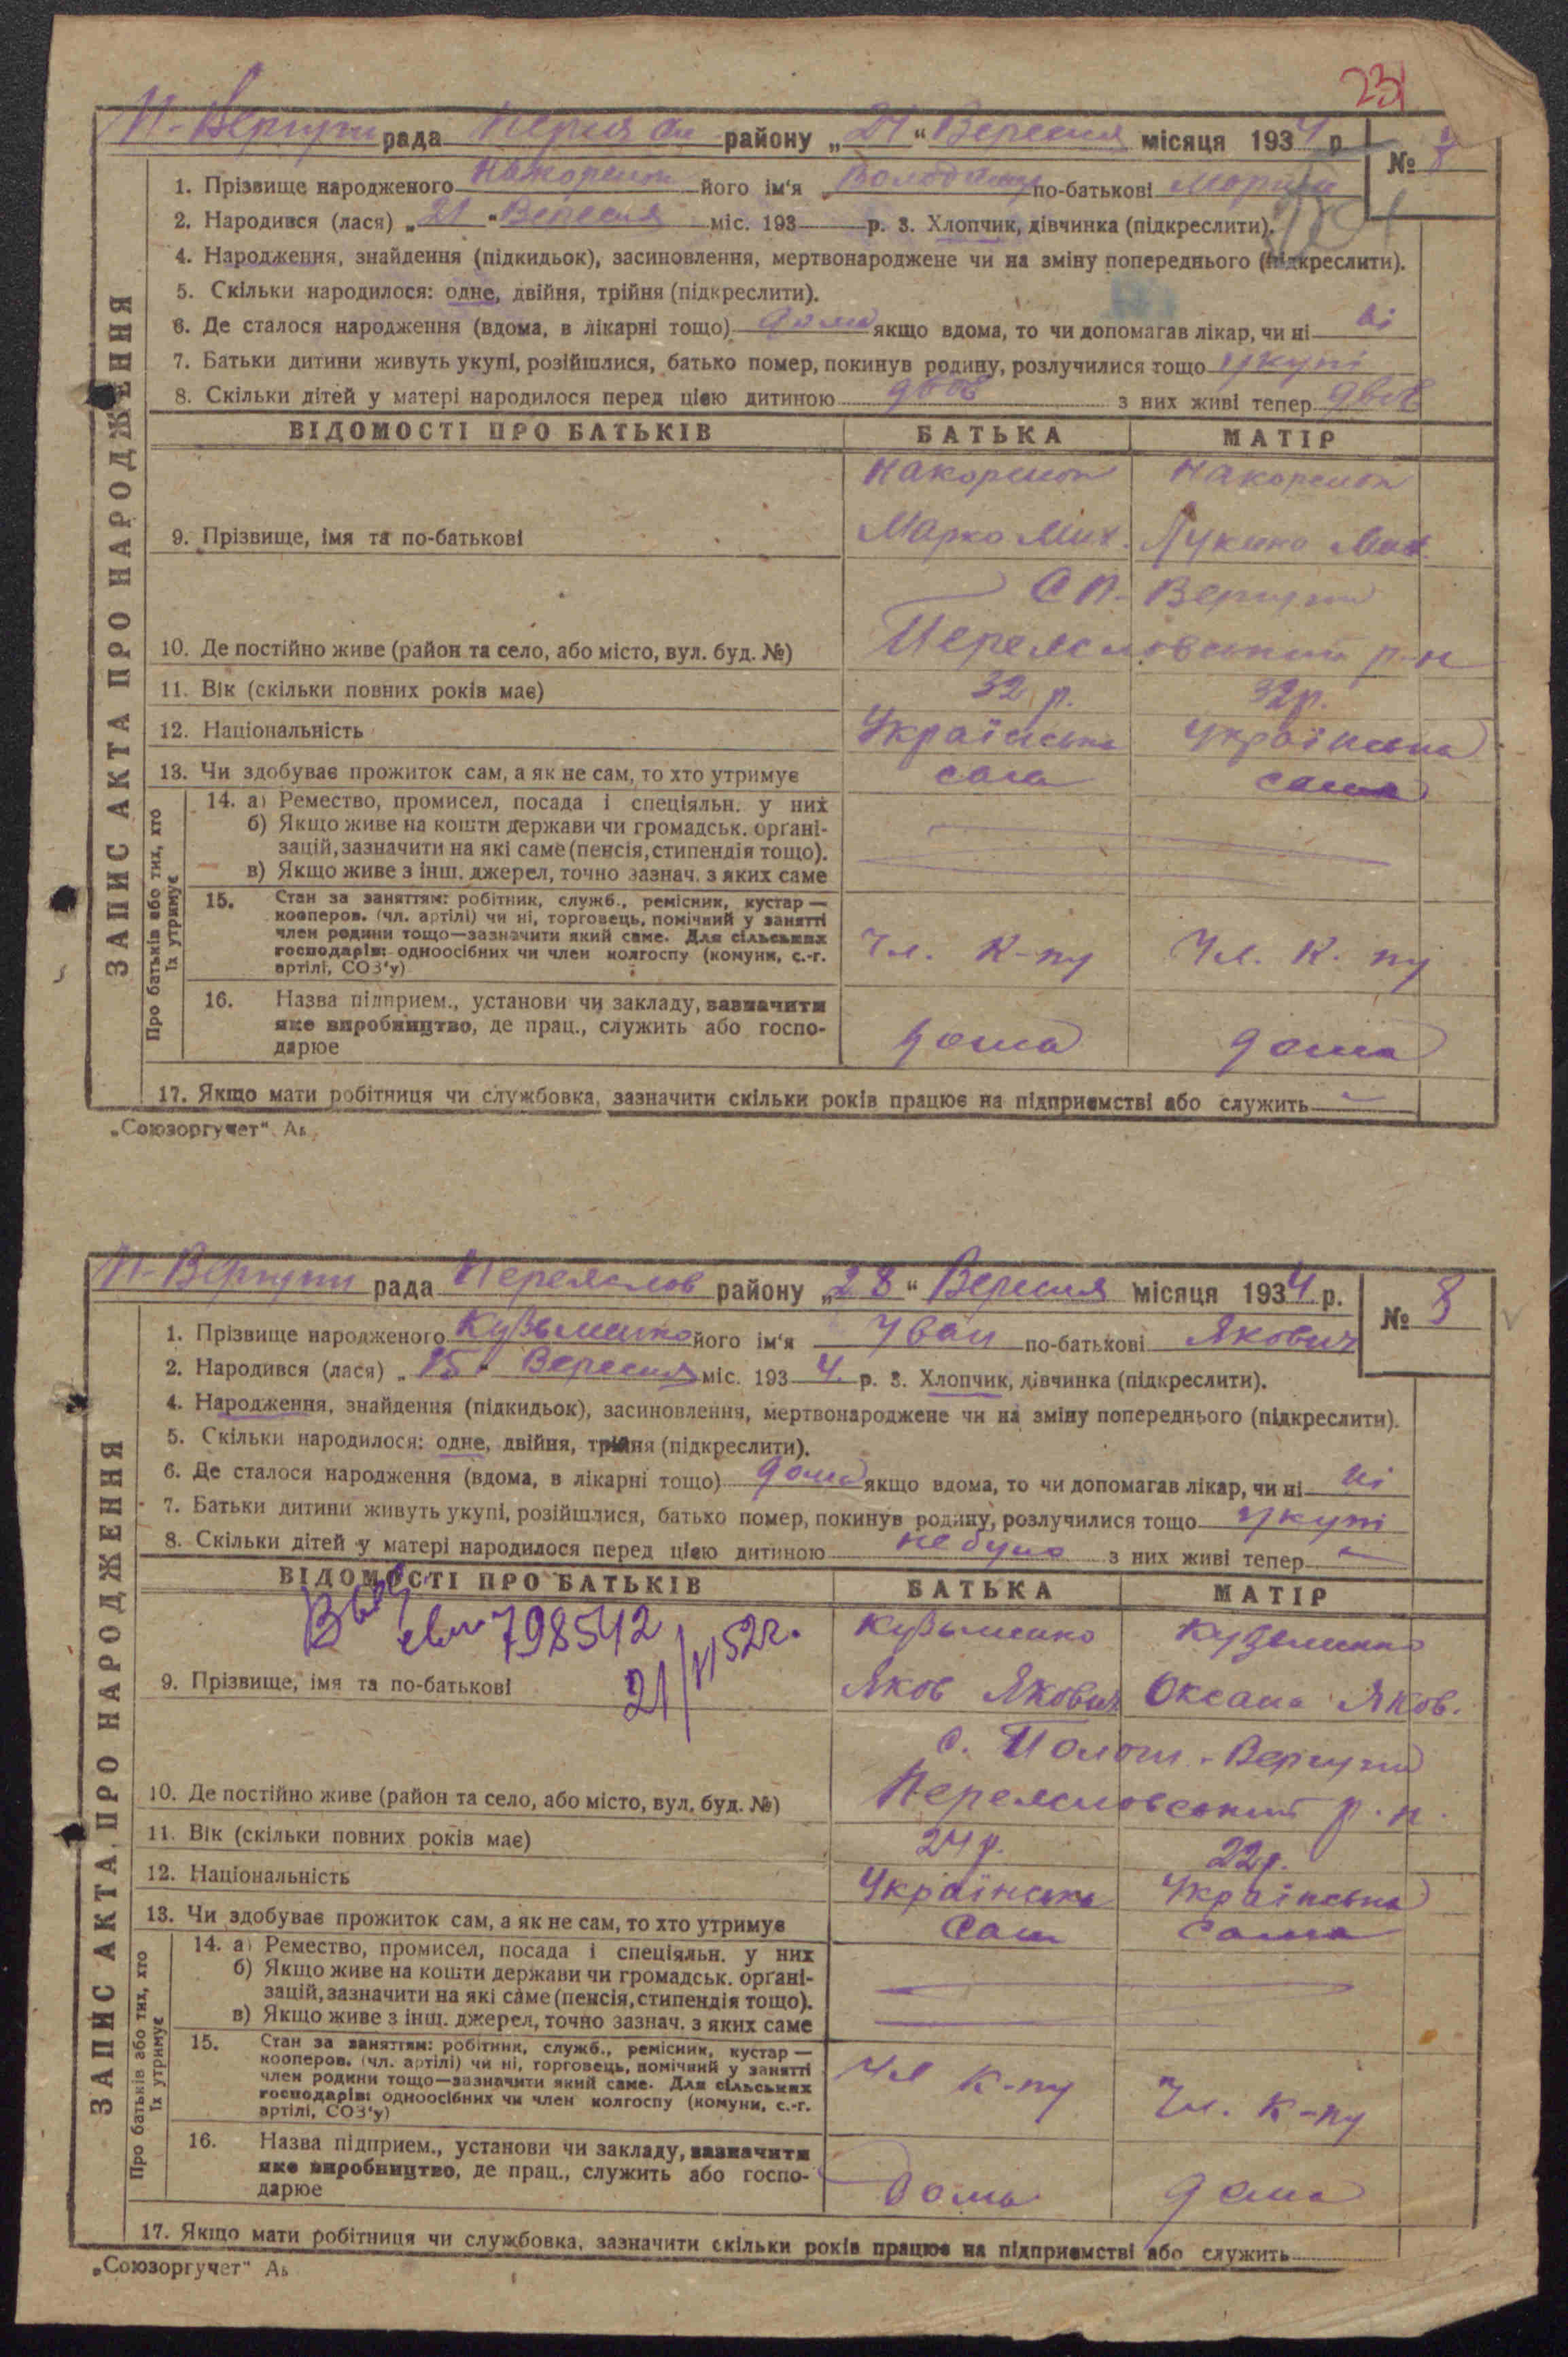 23
П-Вергуни рада району „21“ Вересня місяця 1934 р.
№ 7
1. Прізвище народженого його ім'я по-батькові
2. Народився (лася) „21“ Вересня міс. 193 р. 3. Хлопчик, дівчинка (підкреслити).
4. Народження, знайдення (підкидьок), засиновлення, мертвонароджене чи на зміну попереднього (підкреслити).
5. Скільки народилося: одне, двійня, трійня (підкреслити).
6. Де сталося народження (вдома, в лікарні тощо) дома якщо вдома, то чи допомагав лікар, чи ні ні
7. Батьки дитини живуть укупі, розійшлися, батько помер, покинув родину, розлучилися тощо укупі
8. Скільки дітей у матері народилося перед цією дитиною двоє з них живі тепер двоє
ЗАПИС АКТА ПРО НАРОДЖЕННЯ
ВІДОМОСТІ ПРО БАТЬКІВ БАТЬКА МАТІР
9. Прізвище, імя та по-батькові Марко Мих.
С П-Вергуни
10. Де постійно живе (район та село, або місто, вул. буд. №) Переяславський р-н
11. Вік (скільки повних років має) 32 р. 32 р.
12. Національність Українська Українська
13. Чи здобуває прожиток сам, а як не сам, то хто утримує сама
Про батьків або тих, хто їх утримує
14. а) Ремество, промисел, посада і спеціяльн. у них
б) Якщо живе на кошти держави чи громадськ. органі-
зацій, зазначити на які саме (пенсія, стипендія тощо).
в) Якщо живе з інш. джерел, точно зазнач. з яких саме
15. Стан за заняттям: робітник, служб., ремісник, кустар —
кооперов. (чл. артілі) чи ні, торговець, помічний у занятті
член родини тощо—зазначити який саме. Для сільських
господарів: одноосібних чи член колгоспу (комуни, с.-г.
артілі, СОЗ'у) Чл. К-пу Чл. К. пу
16. Назва підприєм., установи чи закладу, зазначити
яке виробництво, де прац., служить або госпо-
дарює дома дома
17. Якщо мати робітниця чи службовка, зазначити скільки років працює на підприємстві або служить
„Союзоргучет“
П-Вергуни рада Переяслов району „28“ Вересня місяця 1934 р.
№ 8
1. Прізвище народженого Кузьменко його ім'я Іван по-батькові Якович
2. Народився (лася) „15“ Вересня міс. 1934 р. 3. Хлопчик, дівчинка (підкреслити).
4. Народження, знайдення (підкидьок), засиновлення, мертвонароджене чи на зміну попереднього (підкреслити).
5. Скільки народилося: одне, двійня, трійня (підкреслити).
6. Де сталося народження (вдома, в лікарні тощо) дома якщо вдома, то чи допомагав лікар, чи ні ні
7. Батьки дитини живуть укупі, розійшлися, батько помер, покинув родину, розлучилися тощо укупі
8. Скільки дітей у матері народилося перед цією дитиною не було з них живі тепер
ЗАПИС АКТА ПРО НАРОДЖЕННЯ
ВІДОМОСТІ ПРО БАТЬКІВ БАТЬКА МАТІР
798542
21/VI 52г.
Кузьменко Кузьменко
9. Прізвище, імя та по-батькові Яков Якович Оксана Яков.
10. Де постійно живе (район та село, або місто, вул. буд. №) Переяславський р-н.
11. Вік (скільки повних років має) 24 р. 22 р.
12. Національність Українська Українська
13. Чи здобуває прожиток сам, а як не сам, то хто утримує сам сама
Про батьків або тих, хто їх утримує
14. а) Ремество, промисел, посада і спеціяльн. у них
б) Якщо живе на кошти держави чи громадськ. органі-
зацій, зазначити на які саме (пенсія, стипендія тощо).
в) Якщо живе з інш. джерел, точно зазнач. з яких саме
15. Стан за заняттям: робітник, служб., ремісник, кустар —
кооперов. (чл. артілі) чи ні, торговець, помічний у занятті
член родини тощо—зазначити який саме. Для сільських
господарів: одноосібних чи член колгоспу (комуни, с.-г.
артілі, СОЗ'у) Чл К-пу Чл. К-пу
16. Назва підприєм., установи чи закладу, зазначити
яке виробництво, де прац., служить або госпо-
дарює дома дома
17. Якщо мати робітниця чи службовка, зазначити скільки років працює на підприємстві або служить
„Союзоргучет“